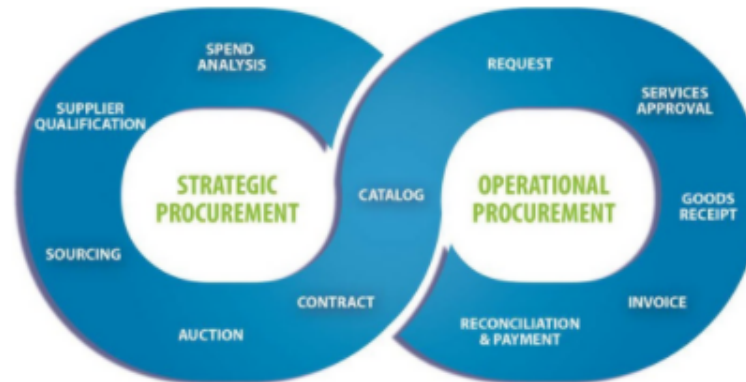 SPEND
ANALYSIS
SUPPLIER
QUALIFICATION
SOURCING
AUCTION
CONTRACT
STRATEGIC
PROCUREMENT
CATALOG
REQUEST
SERVICES
APPROVAL
GOODS
RECEIPT
INVOICE
RECONCILIATION
& PAYMENT
OPERATIONAL
PROCUREMENT